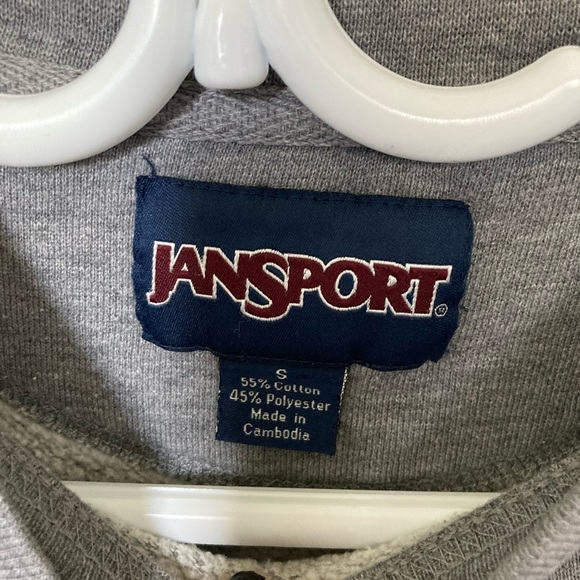 JANSPORT®
S
55% Cotton
45% Polyester
Made in
Cambodia